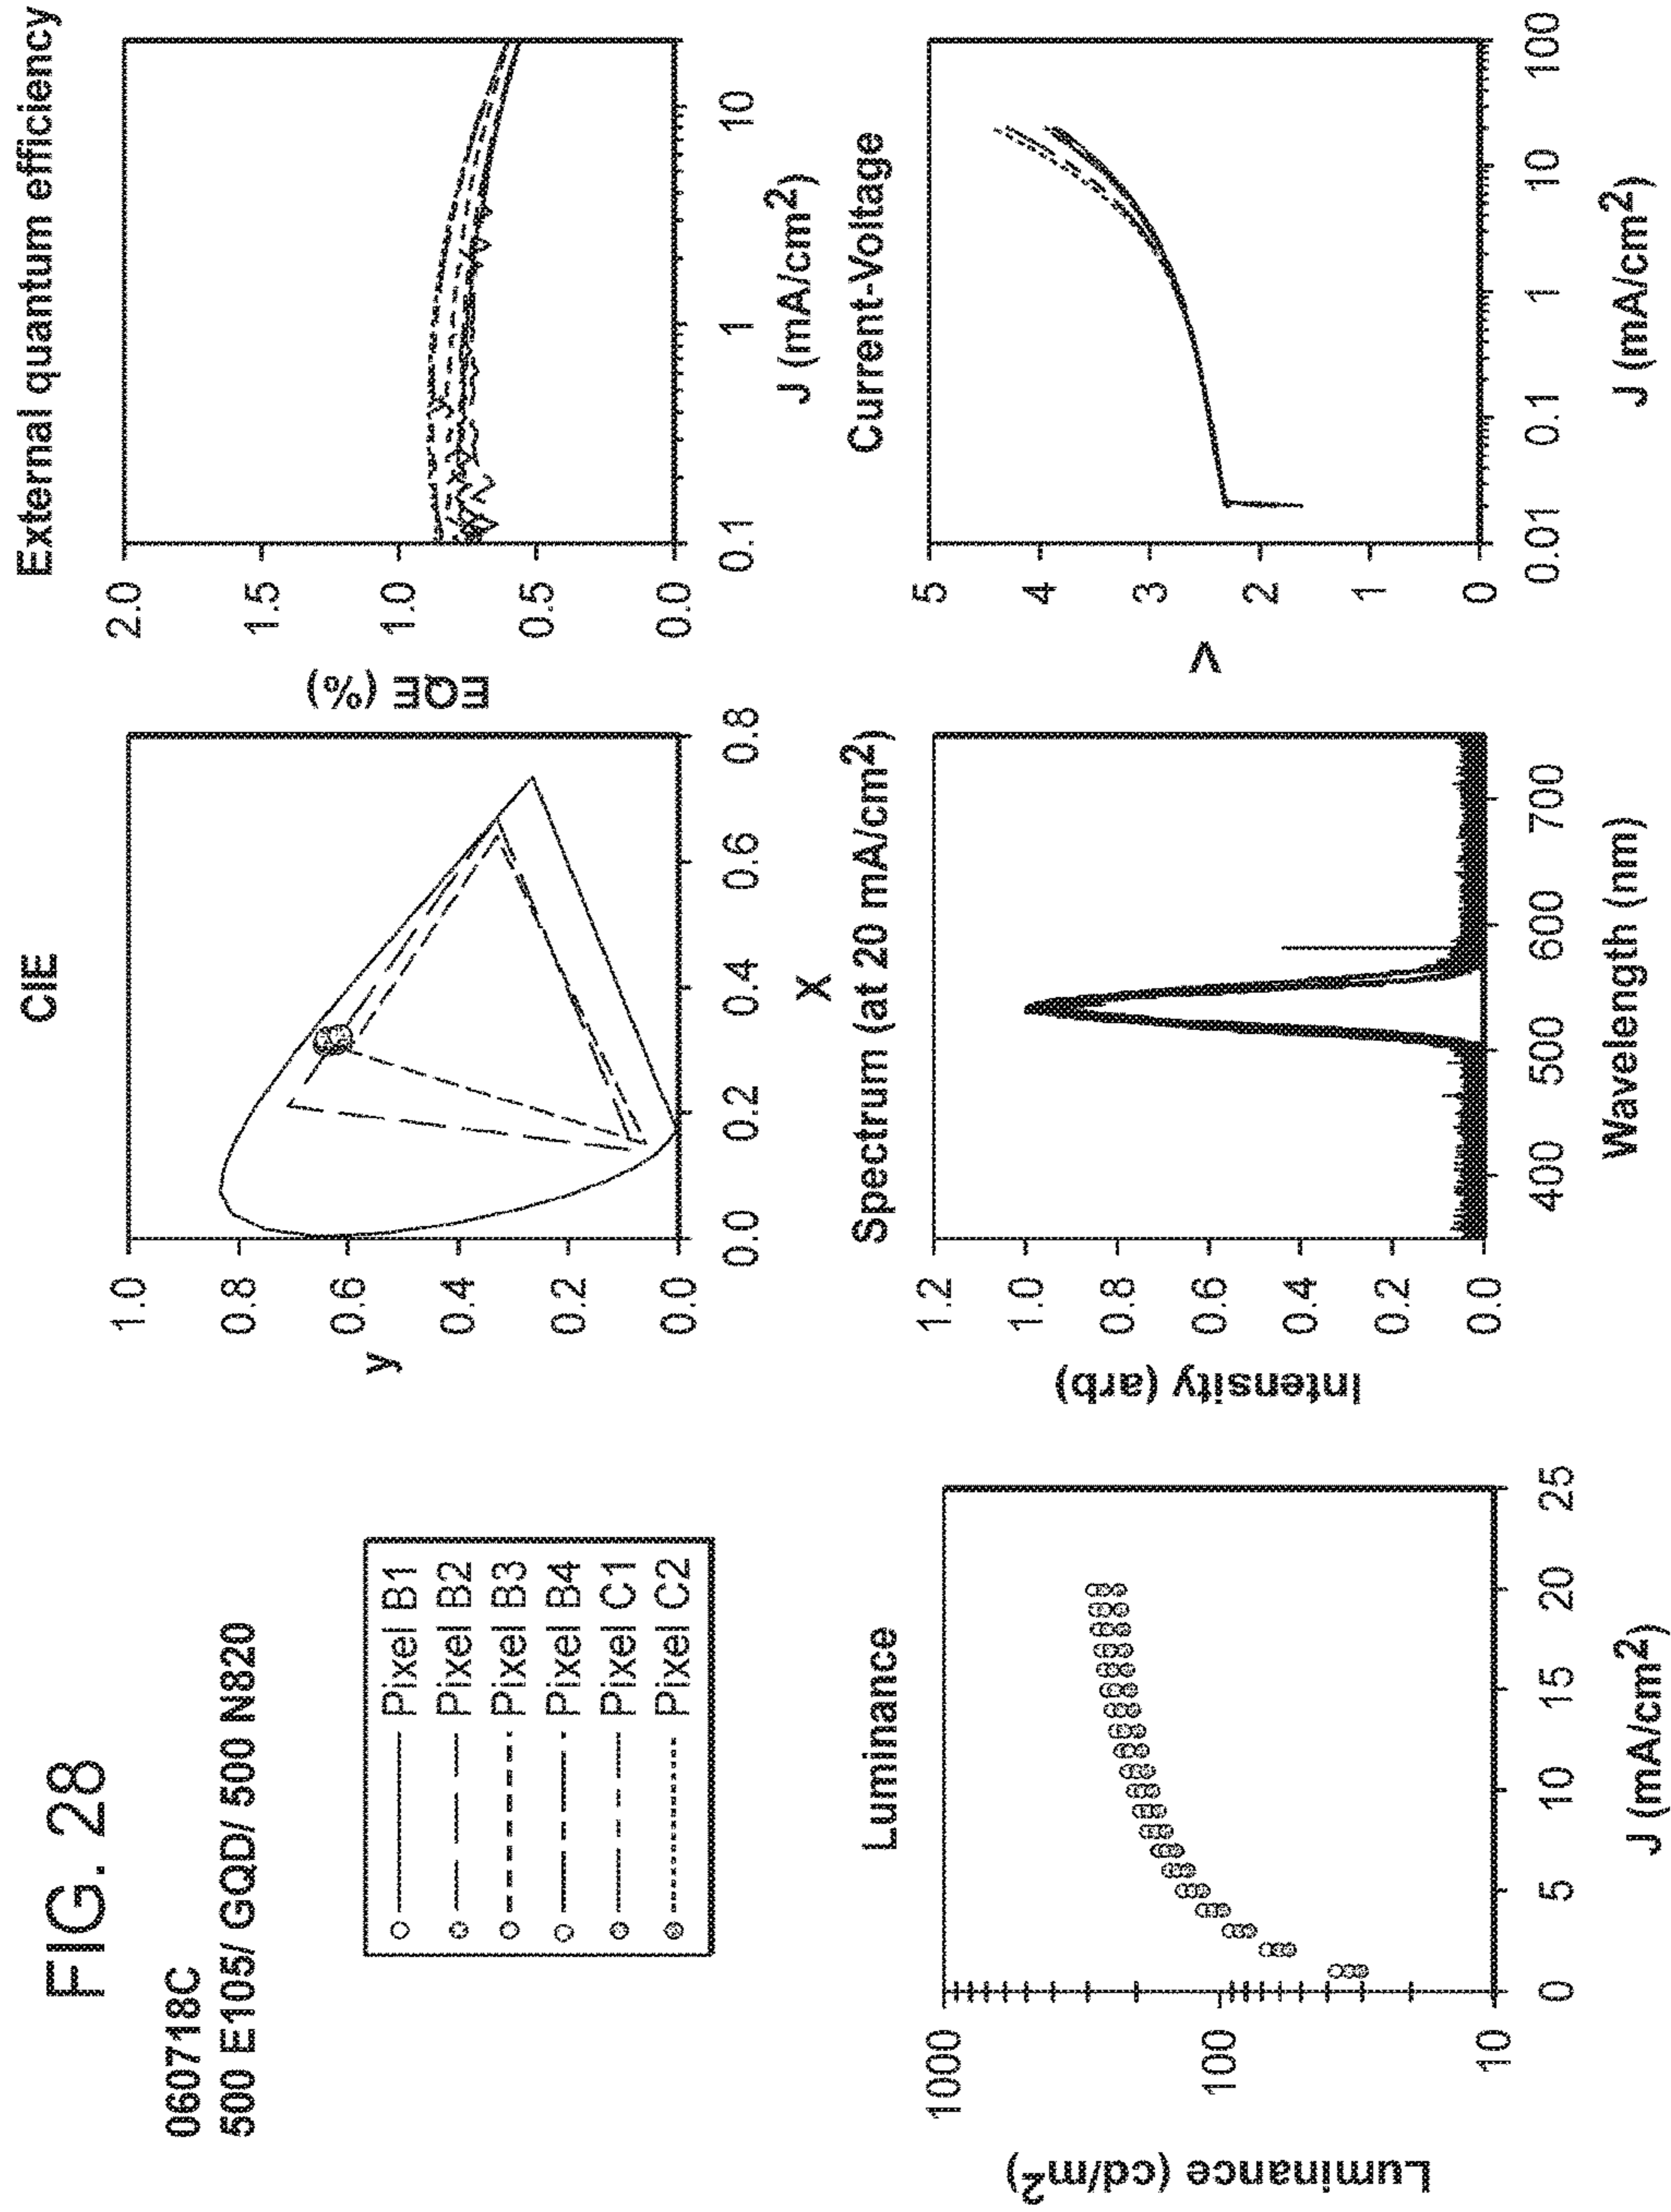 FIG. 28
060718C
500 E105/ GQD/ 500 N820
Pixel B1
Pixel B2
Pixel B3
Pixel B4
Pixel C1
Pixel C2
CIE
y
1.0
0.8
0.6
0.4
0.2
0.0
0.0 0.2 0.4 0.6 0.8
X
External quantum efficiency
EQE (%)
2.0
1.5
1.0
0.5
0.0
0.1 1 10
J (mA/cm²)
Luminance
Luminance (cd/m²)
1000
100
10
0 5 10 15 20 25
J (mA/cm²)
Spectrum (at 20 mA/cm²)
Intensity (arb)
1.2
1.0
0.8
0.6
0.4
0.2
0.0
400 500 600 700
Wavelength (nm)
Current-Voltage
V
5
4
3
2
1
0
0.01 0.1 1 10 100
J (mA/cm²)